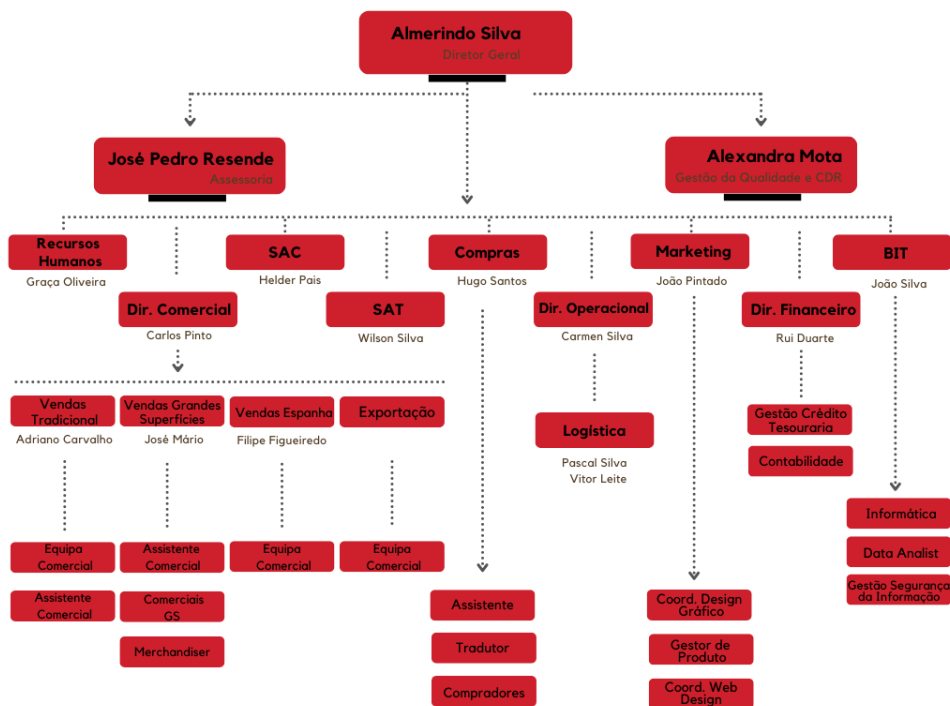 Almerindo Silva
Diretor Geral
José Pedro Resende
Assessoria
Alexandra Mota
Gestão da Qualidade e CDR
Recursos
Humanos
Graça Oliveira
SAC
Helder Pais
Compras
Hugo Santos
Marketing
João Pintado
BIT
João Silva
Dir. Comercial
Carlos Pinto
SAT
Wilson Silva
Dir. Operacional
Carmen Silva
Dir. Financeiro
Rui Duarte
Vendas
Tradicional
Adriano Carvalho
Vendas Grandes
Superfícies
José Mário
Vendas Espanha
Filipe Figueiredo
Exportação
Logística
Pascal Silva
Vitor Leite
Gestão Crédito
Tesouraria
Contabilidade
Informática
Data Analist
Gestão Segurança
da Informação
Equipa
Comercial
Assistente
Comercial
Equipa
Comercial
Equipa
Comercial
Assistente
Comercial
Comerciais
GS
Merchandiser
Assistente
Tradutor
Compradores
Coord. Design
Gráfico
Gestor de
Produto
Coord. Web
Design